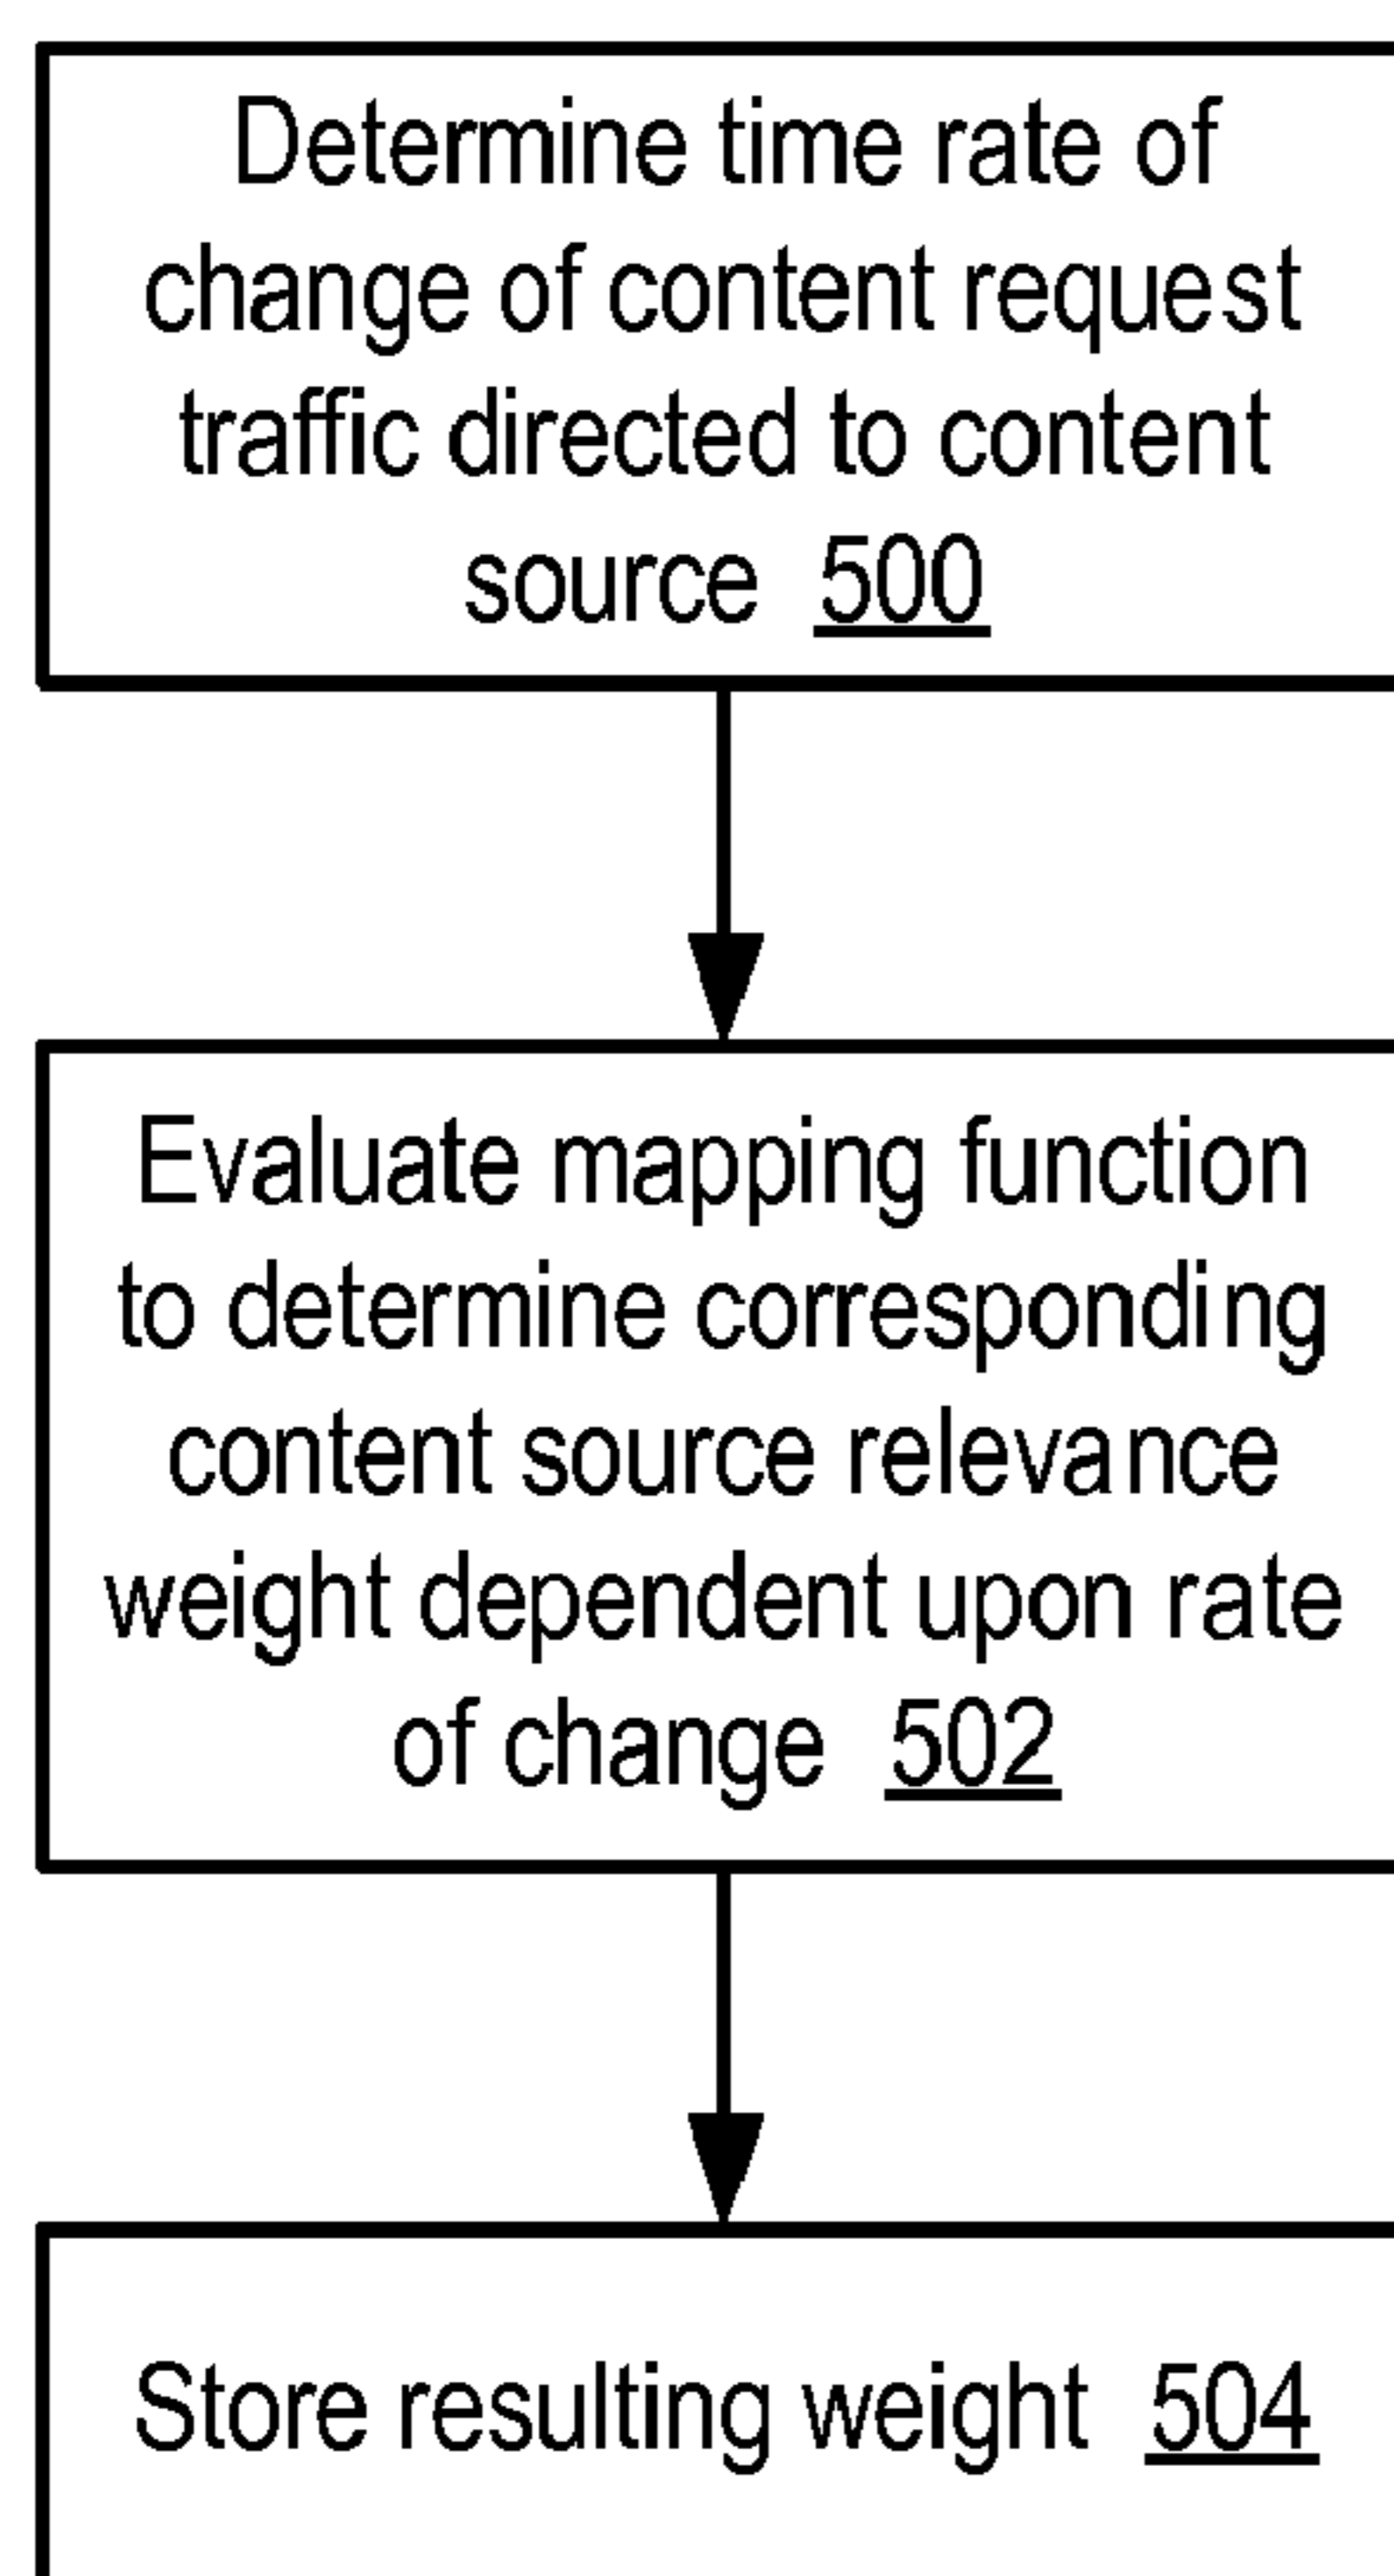 Determine time rate of
change of content request
traffic directed to content
source 500
Evaluate mapping function
to determine corresponding
content source relevance
weight dependent upon rate
of change 502
Store resulting weight 504